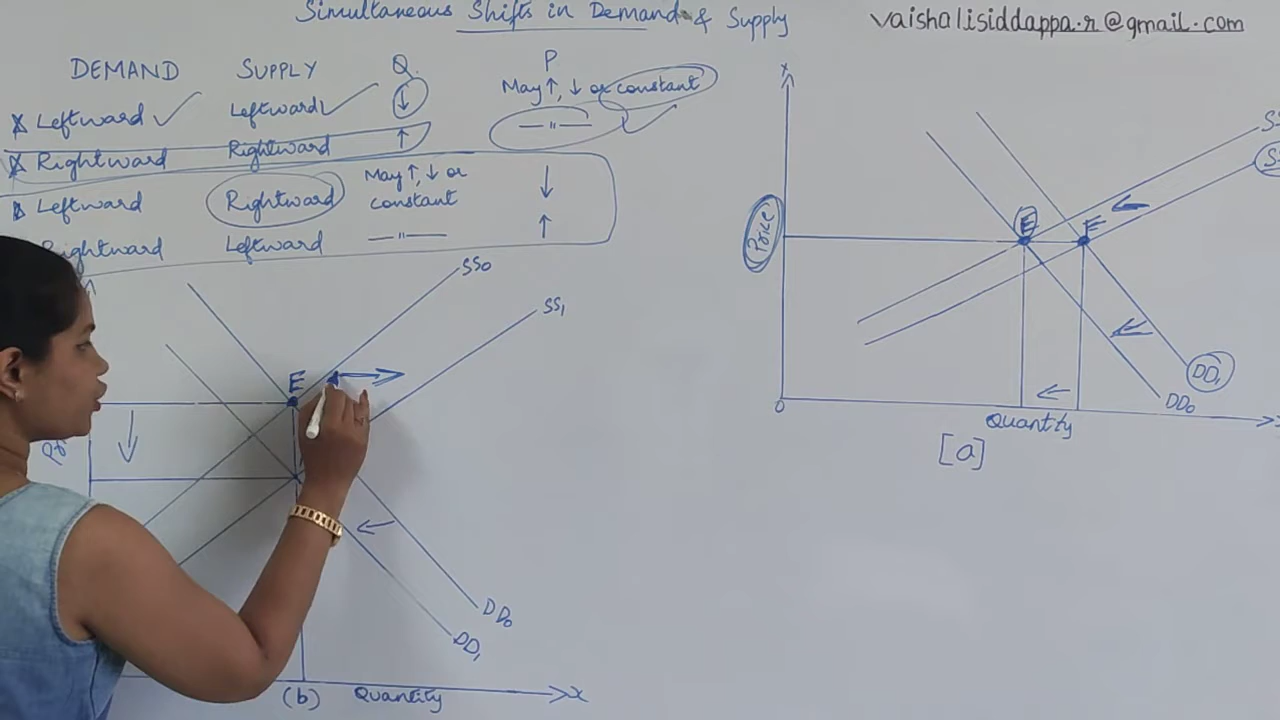 Simultaneous Shifts in Demand & Supply
vaishalisiddappa.r@gmail.com
DEMAND SUPPLY Q P
Leftward Leftward ↓ May ↑, ↓ or constant
Rightward Rightward ↑ —"—
Leftward Rightward May ↑, ↓ or constant ↓
Rightward Leftward —"— ↑
SS0
SS1
E
DD0
DD1
(b) Quantity X
Y
Price
E E
DD1
DD0
O
Quantity
[a]